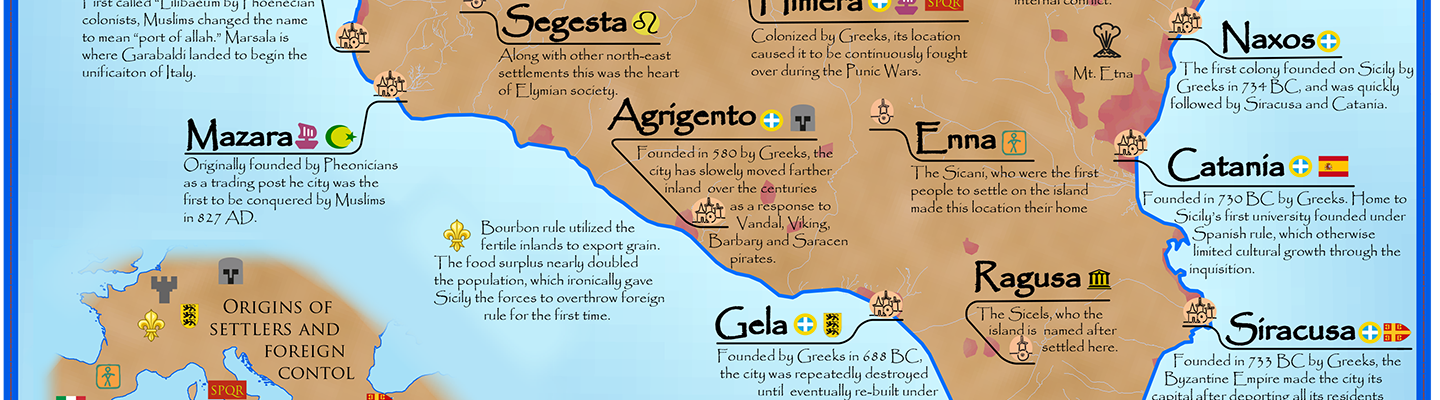 First called "Lilibaeum by Phoenecian
colonists, Muslims changed the name
to mean "port of allah." Marsala is
where Garabaldi landed to begin the
unificaiton of Italy.
Segesta
Along with other north-east
settlements this was the heart
of Elymian society.
Himera
SPQR
Colonized by Greeks, its location
caused it to be continuously fought
over during the Punic Wars.
internal conflict.
Mt. Etna
Naxos
The first colony founded on Sicily by
Greeks in 734 BC, and was quickly
followed by Siracusa and Catania.
Mazara
Originally founded by Pheonicians
as a trading post he city was the
first to be conquered by Muslims
in 827 AD.
Agrigento
Founded in 580 by Greeks, the
city has slowely moved farther
inland over the centuries
as a response to
Vandal, Viking,
Barbary and Saracen
pirates.
Enna
The Sicani, who were the first
people to settle on the island
made this location their home
Catania
Founded in 730 BC by Greeks. Home to
Sicily's first university founded under
Spanish rule, which otherwise
limited cultural growth through the
inquisition.
Bourbon rule utilized the
fertile inlands to export grain.
The food surplus nearly doubled
the population, which ironically gave
Sicily the forces to overthrow foreign
rule for the first time.
Origins of
settlers and
foreign
contol
SPQR
Gela
Founded by Greeks in 688 BC,
the city was repeatedly destroyed
until eventually re-built under
Ragusa
The Sicels, who the
island is named after
settled here.
Siracusa
Founded in 733 BC by Greeks, the
Byzantine Empire made the city its
capital after deporting all its residents